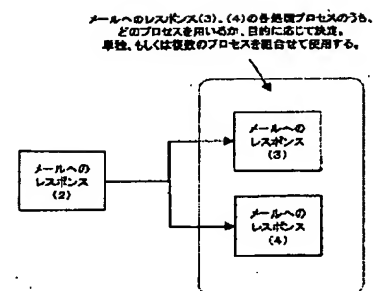 メールへのレスポンス(3)、(4)の各処理プロセスのうち、
どのプロセスを用いるか、目的に応じて決定。
単独、もしくは複数のプロセスを組合せて使用する。
メールへの
レスポンス
(2)
メールへの
レスポンス
(3)
メールへの
レスポンス
(4)